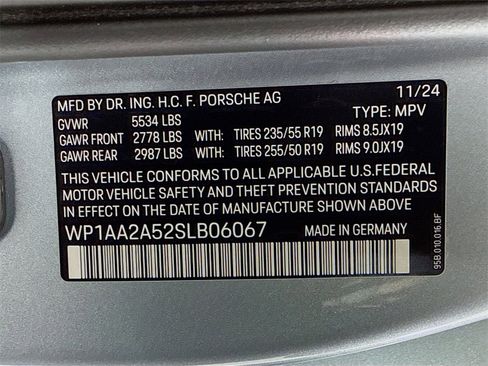 MFD BY DR. ING. H.C. F. PORSCHE AG 11/24
GVWR 5534 LBS TYPE: MPV
GAWR FRONT 2778 LBS WITH: TIRES 235/55 R19 RIMS 8.5JX19
GAWR REAR 2987 LBS WITH: TIRES 255/50 R19 RIMS 9.0JX19
THIS VEHICLE CONFORMS TO ALL APPLICABLE U.S.FEDERAL
MOTOR VEHICLE SAFETY AND THEFT PREVENTION STANDARDS
IN EFFECT ON THE DATE OF MANUFACTURE SHOWN ABOVE
WP1AA2A52SLB06067 MADE IN GERMANY
95B.010.016.BF